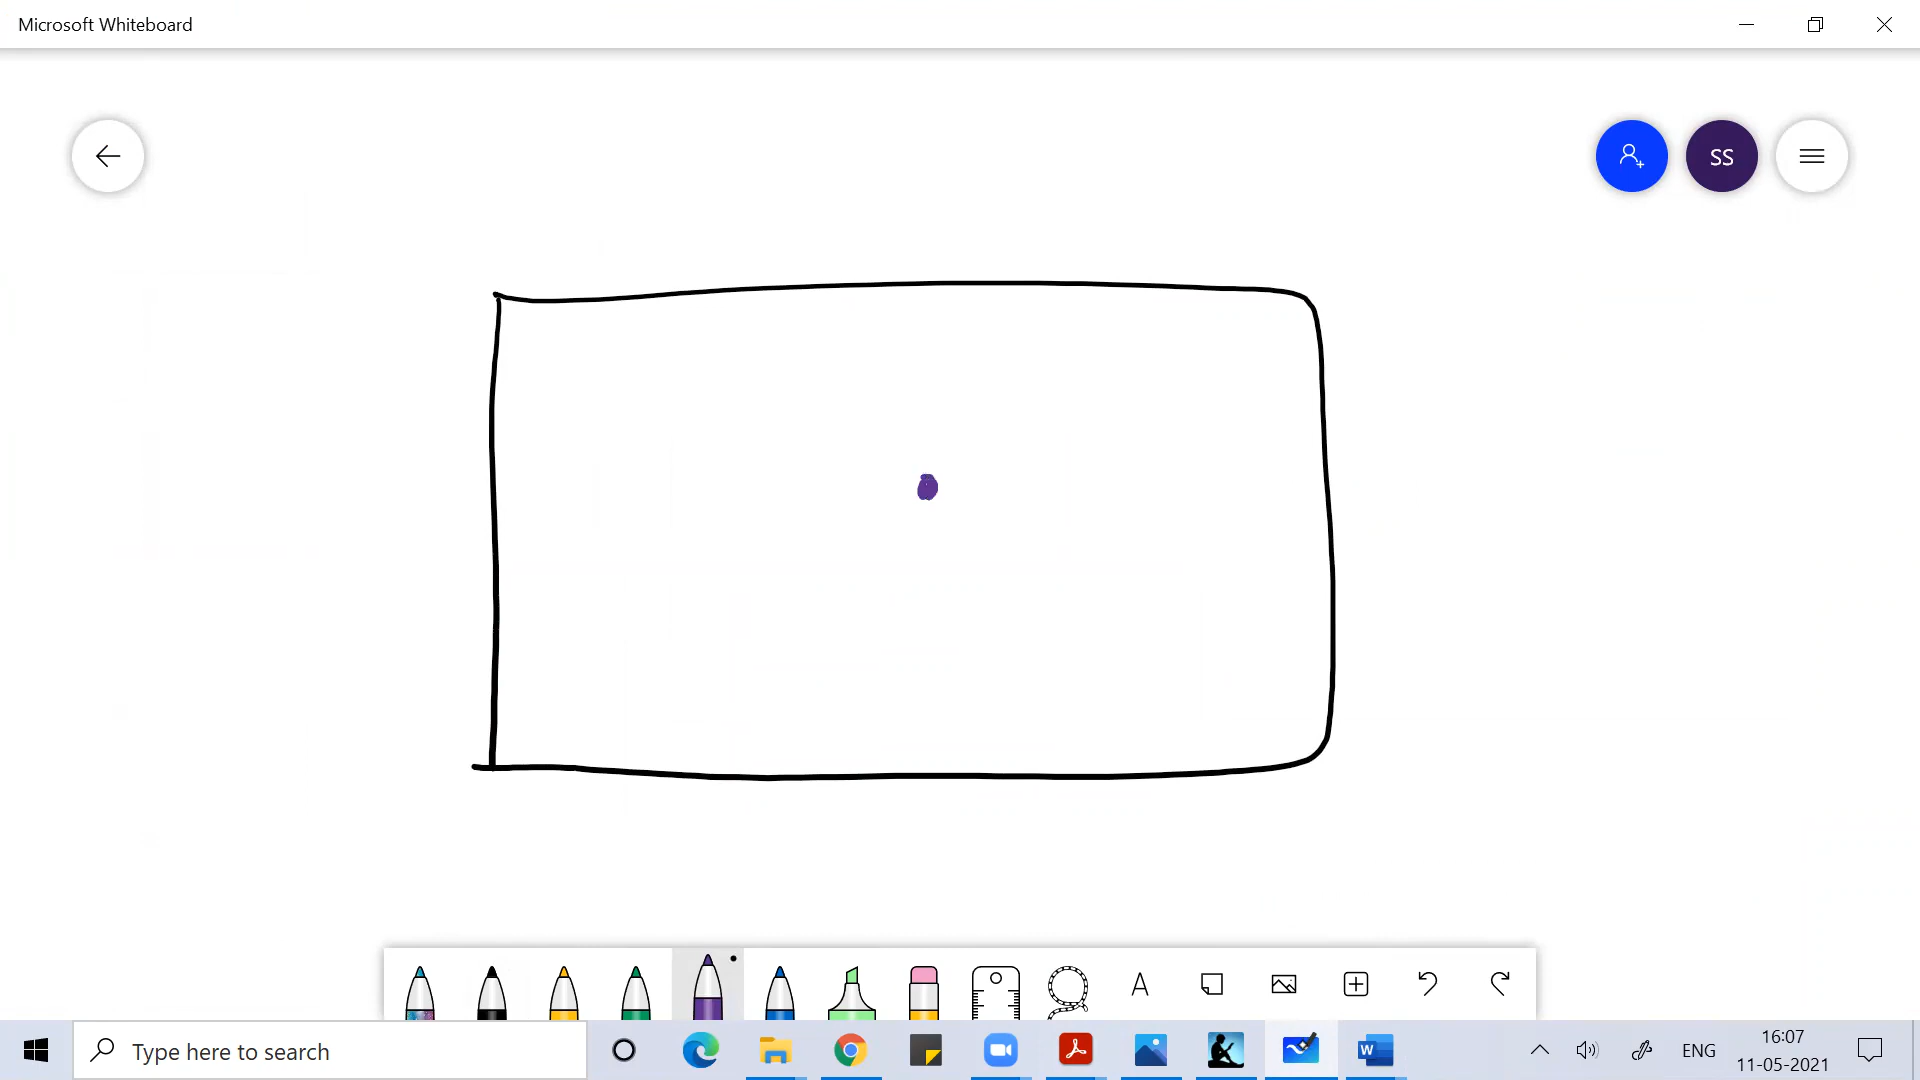 Microsoft Whiteboard
SS
A
Type here to search
W
ENG
16:07
11-05-2021